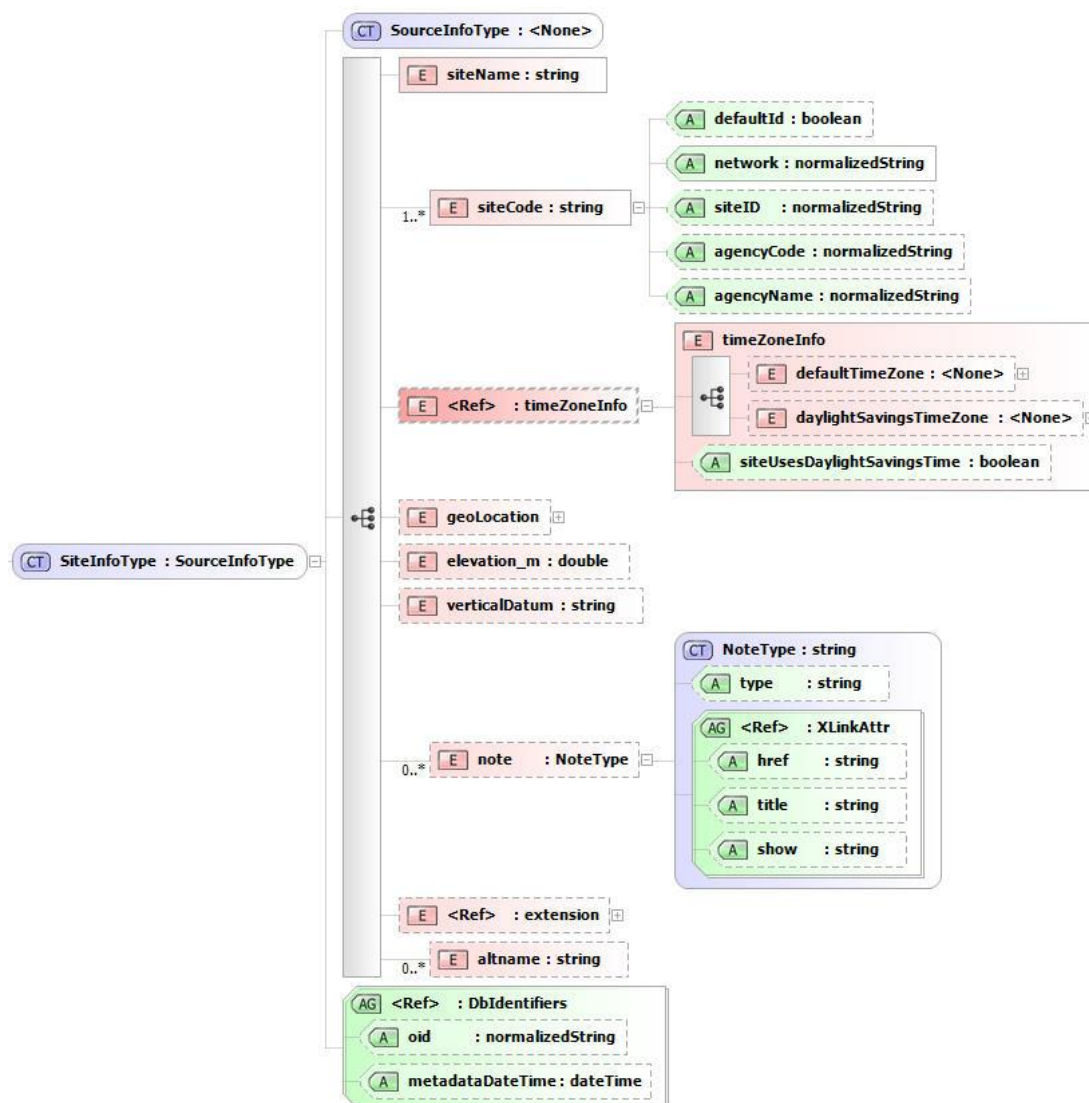 CT SourceInfoType : <None>
E siteName : string
A defaultId : boolean
A network : normalizedString
1..* E siteCode : string
A siteID : normalizedString
A agencyCode : normalizedString
A agencyName : normalizedString
E timeZoneInfo
E defaultTimeZone : <None>
E <Ref> : timeZoneInfo
E daylightSavingsTimeZone : <None>
A siteUsesDaylightSavingsTime : boolean
E geoLocation
CT SiteInfoType : SourceInfoType
E elevation_m : double
E verticalDatum : string
CT NoteType : string
A type : string
AG <Ref> : XLinkAttr
0..* E note : NoteType
A href : string
A title : string
A show : string
E <Ref> : extension
0..* E altname : string
AG <Ref> : DbIdentifiers
A oid : normalizedString
A metadataDateTime : dateTime